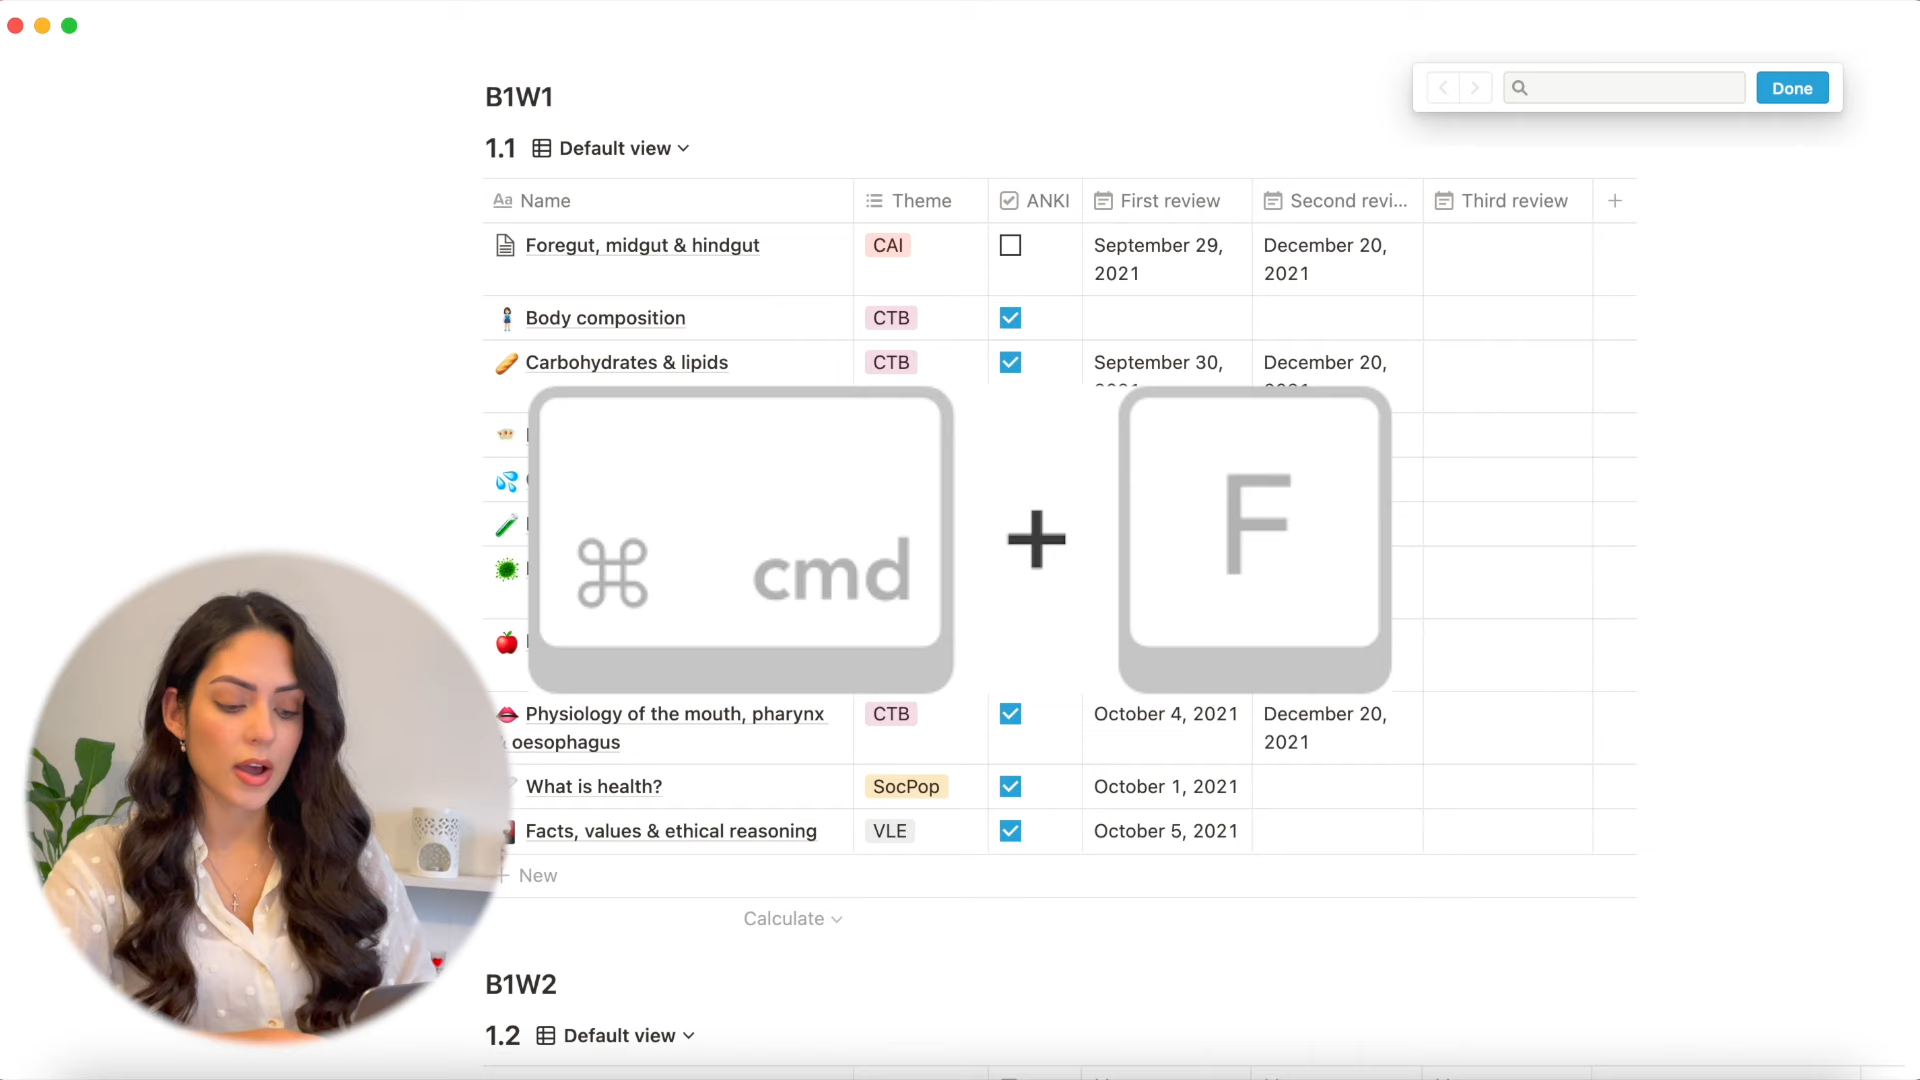 B1W1
Done
1.1 Default view
Aa Name Theme ANKI First review Second revi... Third review
Foregut, midgut & hindgut CAI September 29, 2021 December 20, 2021
Body composition CTB
Carbohydrates & lipids CTB September 30, December 20,
⌘ cmd + F
Physiology of the mouth, pharynx CTB October 4, 2021 December 20, 2021
oesophagus
What is health? SocPop October 1, 2021
Facts, values & ethical reasoning VLE October 5, 2021
+ New
Calculate
B1W2
1.2 Default view